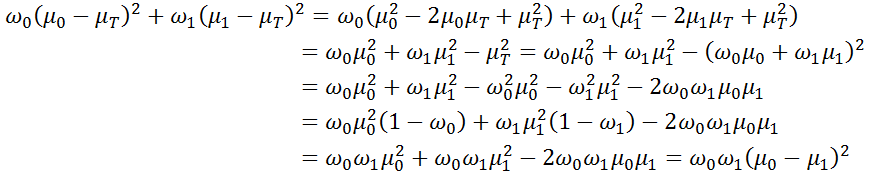 ω₀(μ₀ − μ_T)² + ω₁(μ₁ − μ_T)² = ω₀(μ₀² − 2μ₀μ_T + μ_T²) + ω₁(μ₁² − 2μ₁μ_T + μ_T²)
= ω₀μ₀² + ω₁μ₁² − μ_T² = ω₀μ₀² + ω₁μ₁² − (ω₀μ₀ + ω₁μ₁)²
= ω₀μ₀² + ω₁μ₁² − ω₀²μ₀² − ω₁²μ₁² − 2ω₀ω₁μ₀μ₁
= ω₀μ₀²(1 − ω₀) + ω₁μ₁²(1 − ω₁) − 2ω₀ω₁μ₀μ₁
= ω₀ω₁μ₀² + ω₀ω₁μ₁² − 2ω₀ω₁μ₀μ₁ = ω₀ω₁(μ₀ − μ₁)²